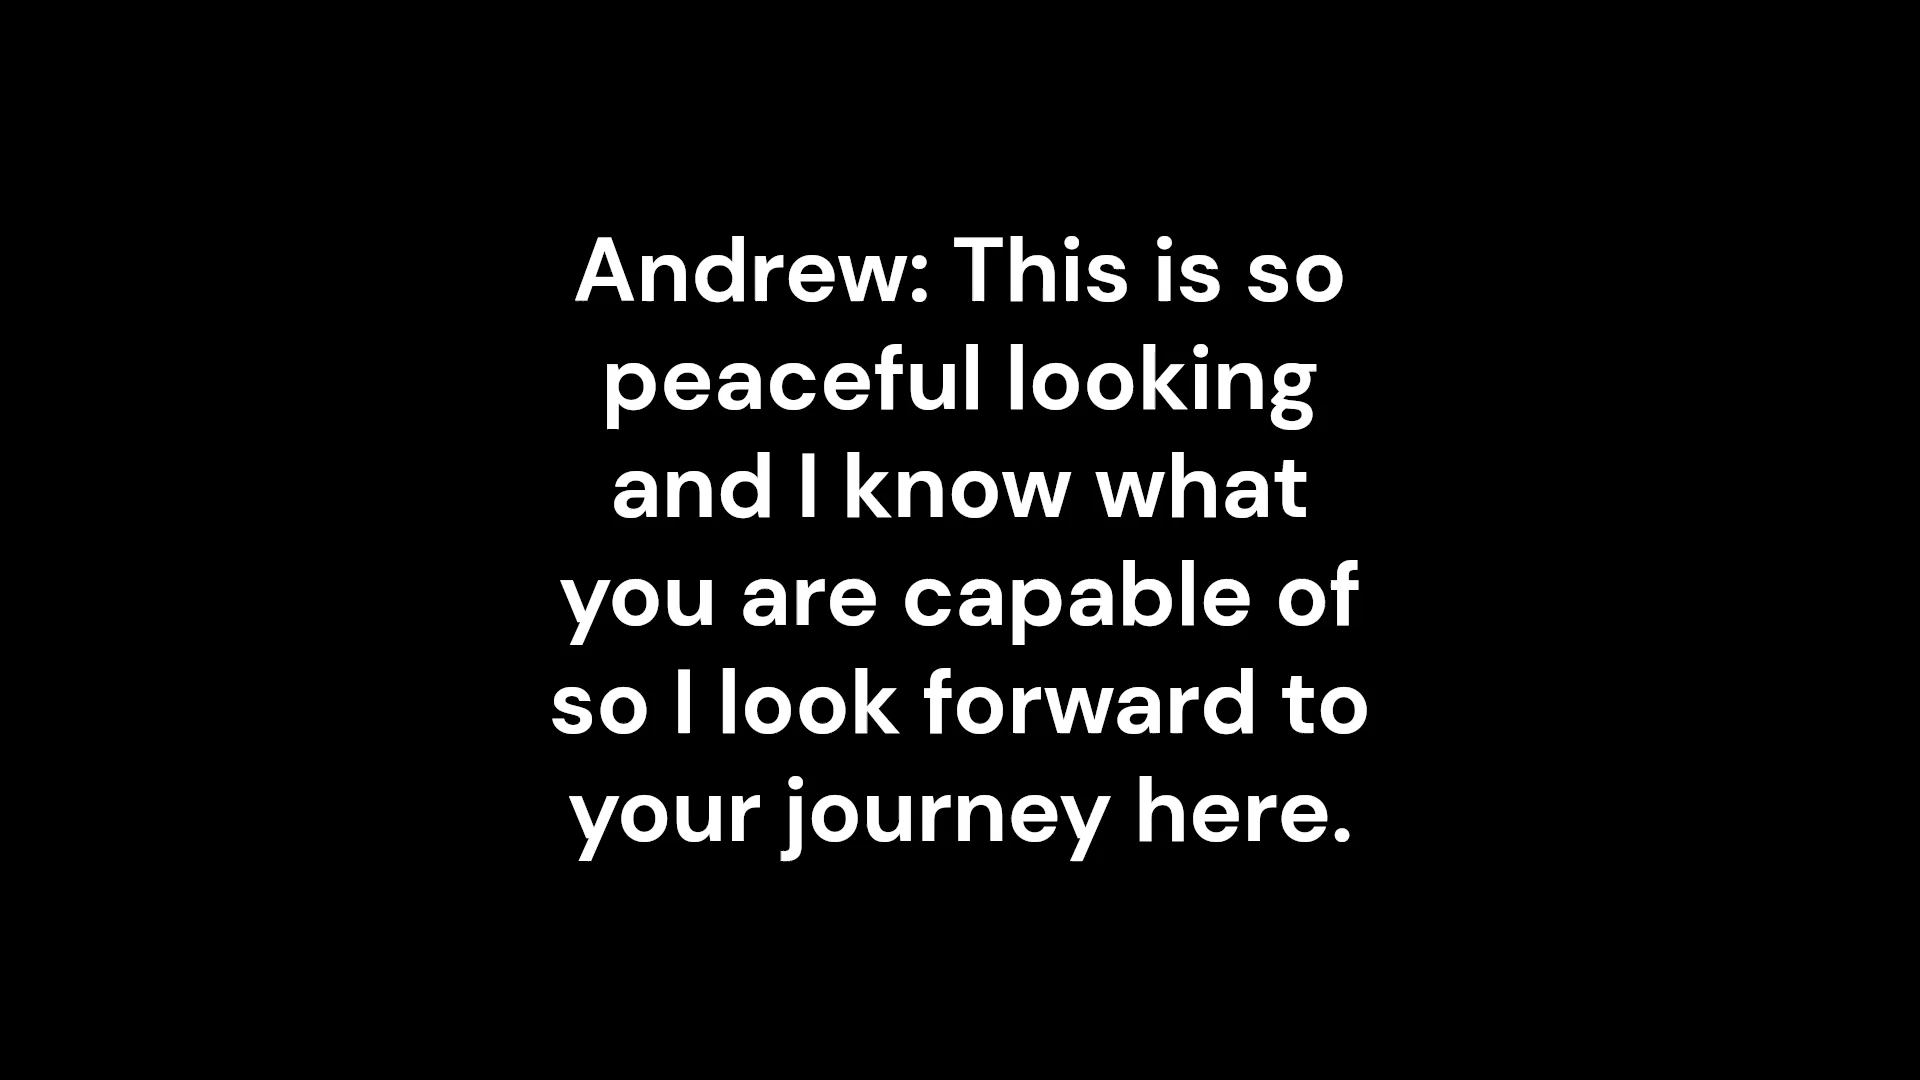 Andrew: This is so
peaceful looking
and I know what
you are capable of
so I look forward to
your journey here.